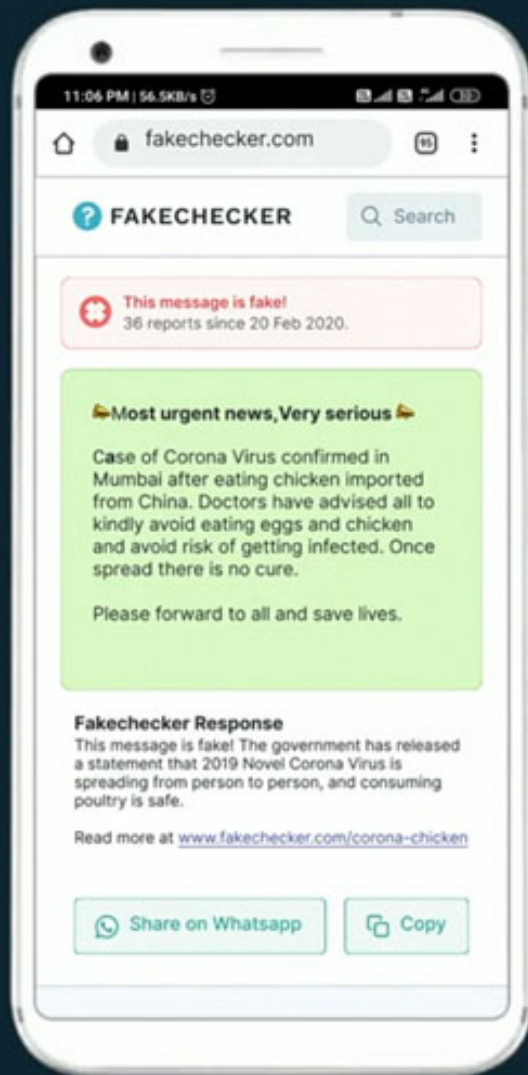 11:06 PM | 56.5KB/s
fakechecker.com
95
? FAKECHECKER
Search
This message is fake!
36 reports since 20 Feb 2020.
Most urgent news,Very serious
Case of Corona Virus confirmed in
Mumbai after eating chicken imported
from China. Doctors have advised all to
kindly avoid eating eggs and chicken
and avoid risk of getting infected. Once
spread there is no cure.
Please forward to all and save lives.
Fakechecker Response
This message is fake! The government has released
a statement that 2019 Novel Corona Virus is
spreading from person to person, and consuming
poultry is safe.
Read more at www.fakechecker.com/corona-chicken
Share on Whatsapp
Copy